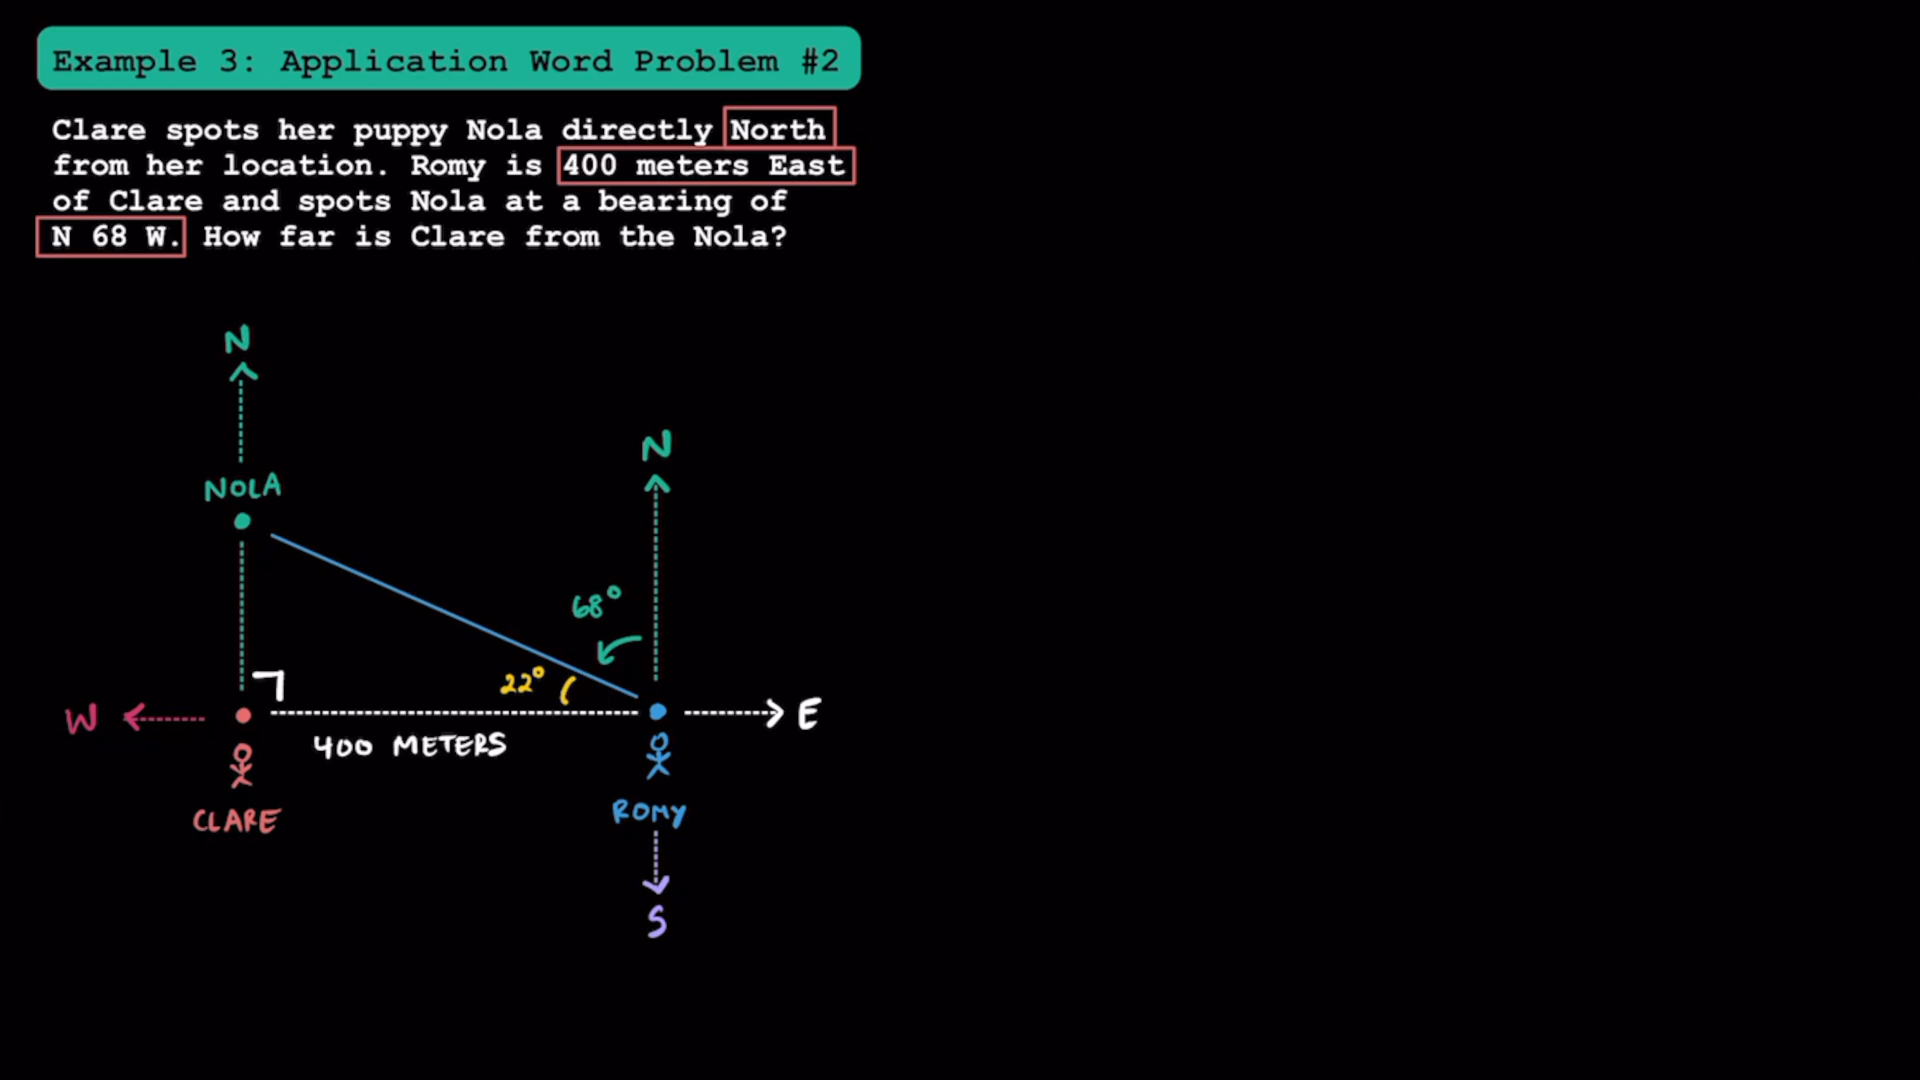 Example 3: Application Word Problem #2
Clare spots her puppy Nola directly North
from her location. Romy is 400 meters East
of Clare and spots Nola at a bearing of
N 68 W. How far is Clare from the Nola?
N
N
NOLA
68°
22°
W
E
400 METERS
ROMY
CLARE
S